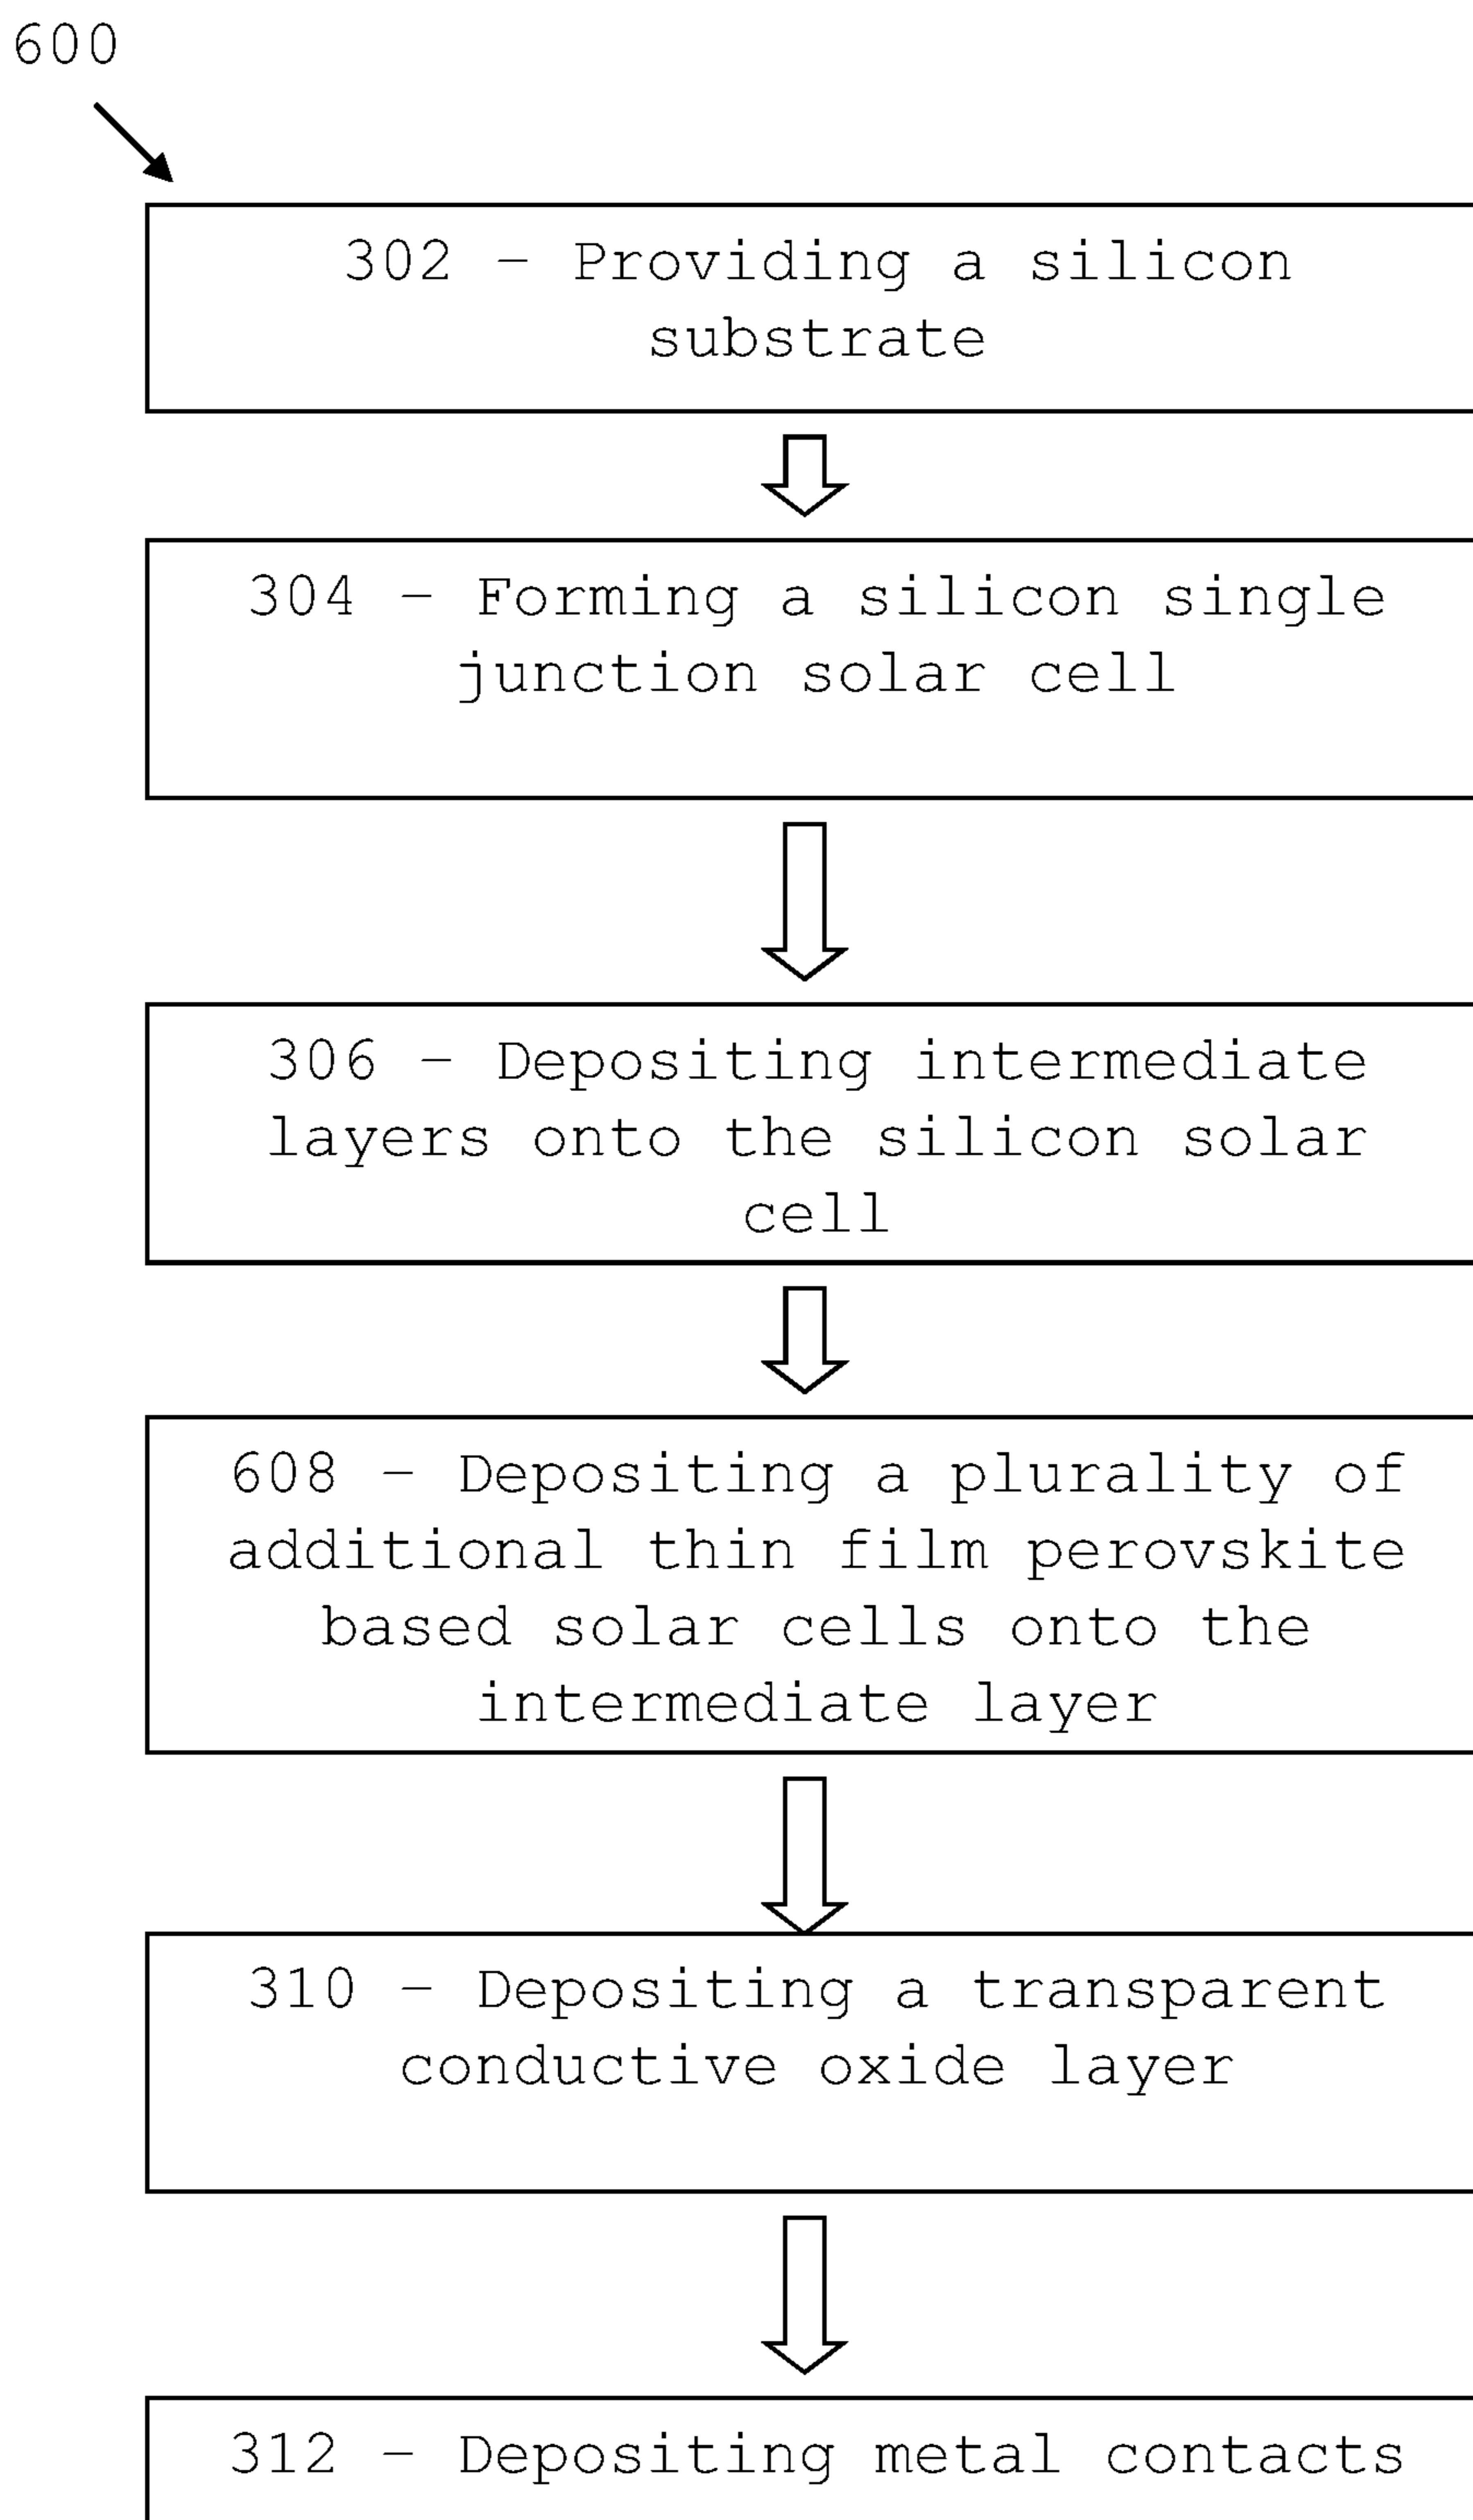 600
302 – Providing a silicon
substrate
304 – Forming a silicon single
junction solar cell
306 – Depositing intermediate
layers onto the silicon solar
cell
608 – Depositing a plurality of
additional thin film perovskite
based solar cells onto the
intermediate layer
310 – Depositing a transparent
conductive oxide layer
312 – Depositing metal contacts